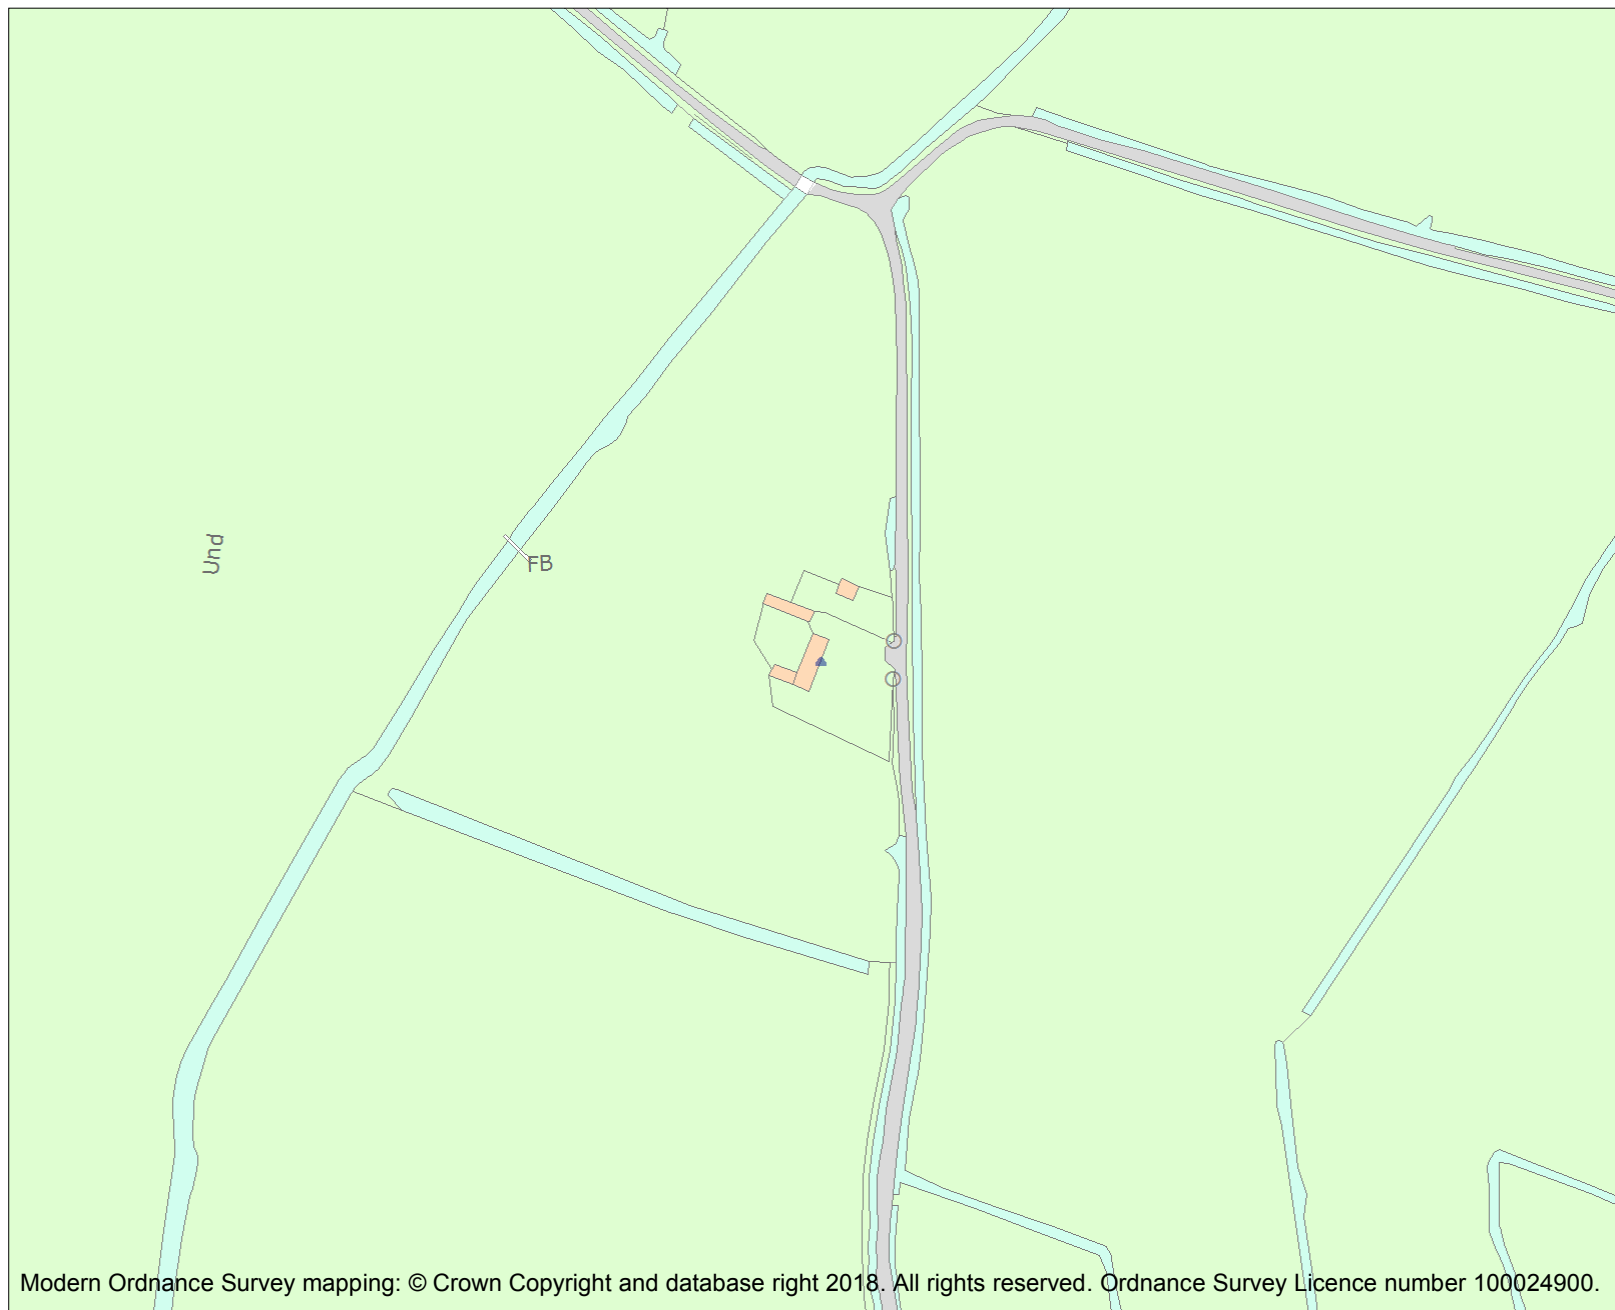 Und
FB
Modern Ordnance Survey mapping: © Crown Copyright and database right 2018. All rights reserved. Ordnance Survey Licence number 100024900.